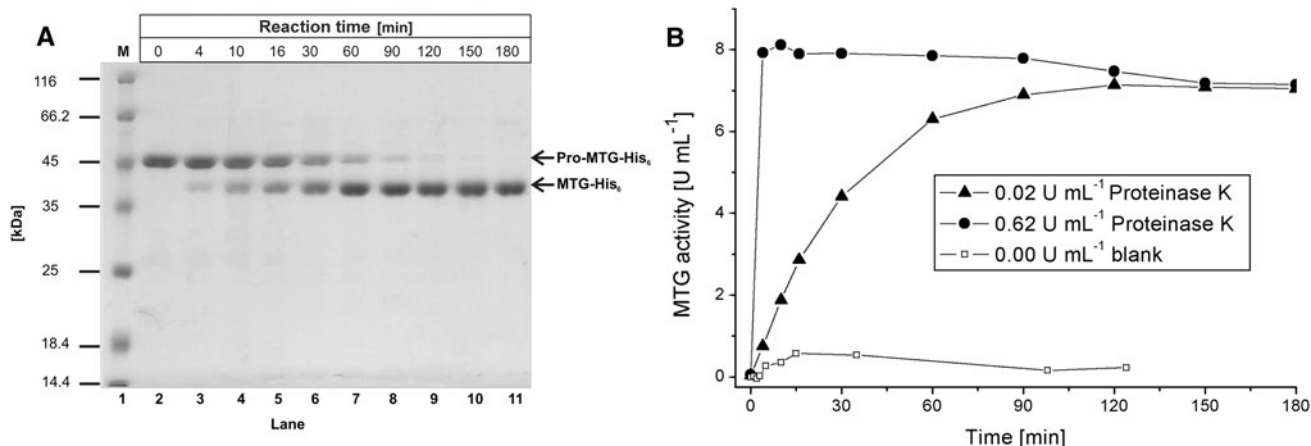 A
Reaction time [min]
M 0 4 10 16 30 60 90 120 150 180
116
66.2
45
35
25
18.4
14.4
[kDa]
Pro-MTG-His₆
MTG-His₆
1 2 3 4 5 6 7 8 9 10 11
Lane
B
8
6
4
2
0
MTG activity [U mL⁻¹]
0.02 U mL⁻¹ Proteinase K
0.62 U mL⁻¹ Proteinase K
0.00 U mL⁻¹ blank
0 15 30 60 90 120 150 180
Time [min]